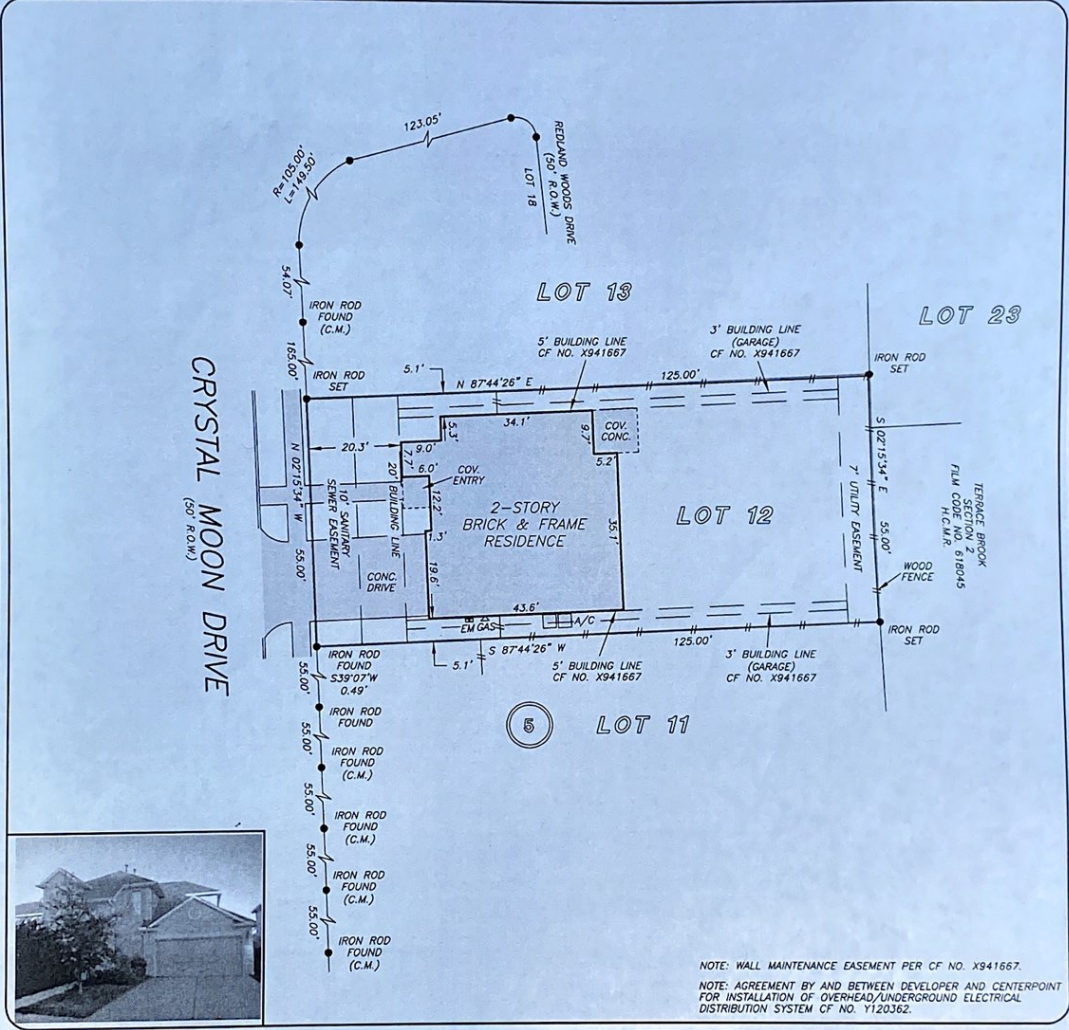 123.05'
R=105.00'
L=149.50'
REDLAND WOODS DRIVE
(50' R.O.W.)
LOT 18
54.07'
IRON ROD
FOUND
(C.M.)
165.00'
IRON ROD
SET
LOT 13
LOT 23
5' BUILDING LINE
CF NO. X941667
3' BUILDING LINE
(GARAGE)
CF NO. X941667
IRON ROD
SET
5.1'
N 87°44'26" E
125.00'
CRYSTAL MOON DRIVE
(50' R.O.W.)
N 02°15'34" W
55.00'
20.3'
10' SANITARY
SEWER EASEMENT
20' BUILDING LINE
5.3'
34.1'
9.7'
COV.
CONC.
5.2'
9.0'
7.7'
6.0'
COV.
ENTRY
12.2'
1.3'
19.6'
CONC.
DRIVE
2-STORY
BRICK & FRAME
RESIDENCE
35.1'
43.6'
LOT 12
7' UTILITY EASEMENT
S 02°15'34" E
55.00'
TERRACE BROOK
SECTION 2
FILM CODE NO. 618045
H.C.M.R.
WOOD
FENCE
EM GAS
A/C
IRON ROD
SET
S 87°44'26" W
125.00'
5.1'
5' BUILDING LINE
CF NO. X941667
3' BUILDING LINE
(GARAGE)
CF NO. X941667
IRON ROD
FOUND
S39°07'W
0.49'
55.00'
IRON ROD
FOUND
55.00'
IRON ROD
FOUND
(C.M.)
55.00'
IRON ROD
FOUND
(C.M.)
55.00'
IRON ROD
FOUND
(C.M.)
55.00'
IRON ROD
FOUND
(C.M.)
5
LOT 11
NOTE: WALL MAINTENANCE EASEMENT PER CF NO. X941667.
NOTE: AGREEMENT BY AND BETWEEN DEVELOPER AND CENTERPOINT
FOR INSTALLATION OF OVERHEAD/UNDERGROUND ELECTRICAL
DISTRIBUTION SYSTEM CF NO. Y120362.